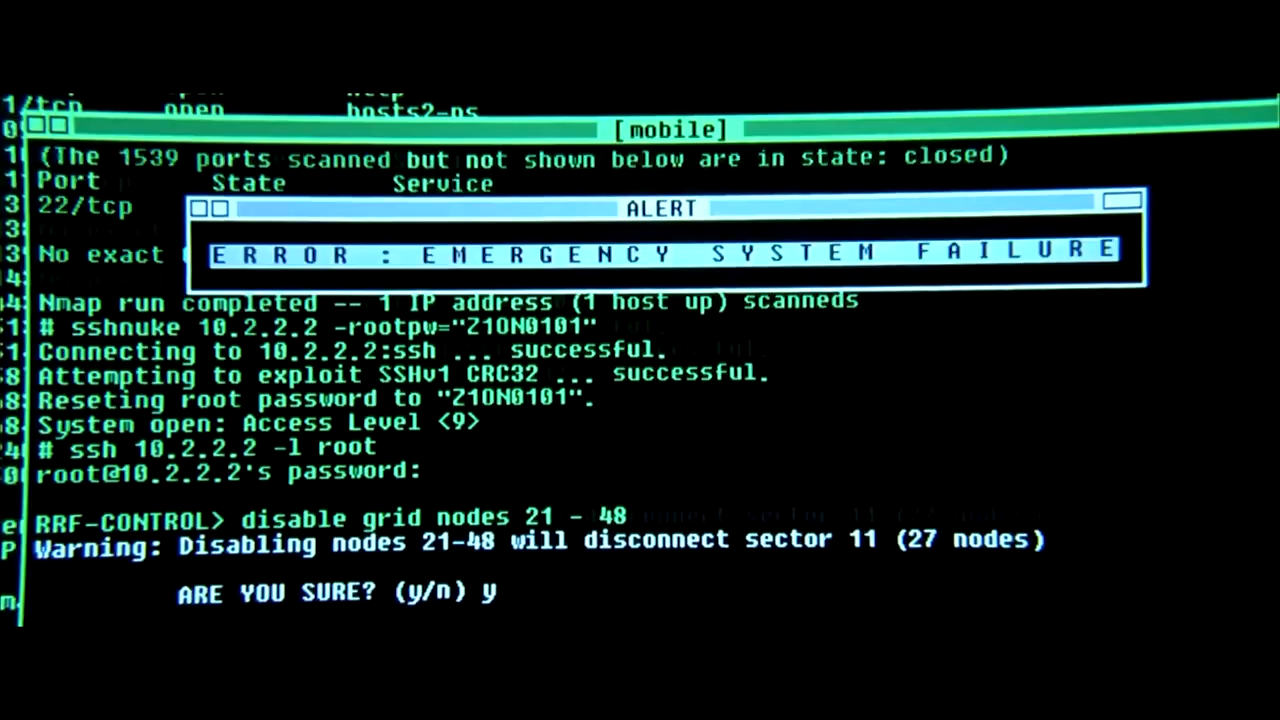 1/tcp open
hosts2-ns
[mobile]
(The 1539 ports scanned but not shown below are in state: closed)
Port State Service
22/tcp
ALERT
No exact
ERROR : EMERGENCY SYSTEM FAILURE
Nmap run completed -- 1 IP address (1 host up) scanneds
# sshnuke 10.2.2.2 -rootpw="Z1ON0101"
Connecting to 10.2.2.2:ssh ... successful.
Attempting to exploit SSHv1 CRC32 ... successful.
Reseting root password to "Z1ON0101".
System open: Access Level <9>
# ssh 10.2.2.2 -l root
root@10.2.2.2's password:
RRF-CONTROL> disable grid nodes 21 - 48
Warning: Disabling nodes 21-48 will disconnect sector 11 (27 nodes)
ARE YOU SURE? (y/n) y